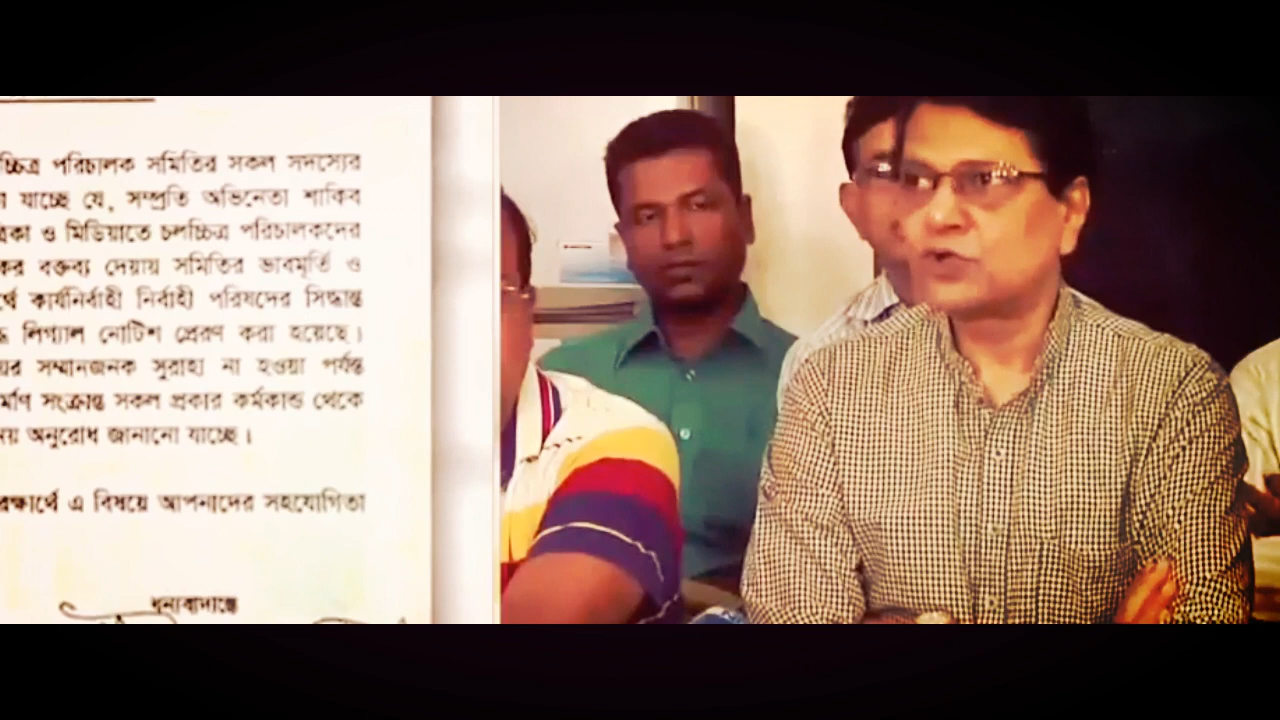 চ্চিত্র পরিচালক সমিতির সকল সদস্যের
যাচ্ছে যে, সম্প্রতি অভিনেতা শাকিব
ও মিডিয়াতে চলচ্চিত্র পরিচালকদের
কর বক্তব্য দেয়ায় সমিতির ভাবমূর্তি ও
র্থে কার্যনির্বাহী নির্বাহী পরিষদের সিদ্ধান্ত
লিগ্যাল নোটিশ প্রেরণ করা হয়েছে।
য়ের সম্মানজনক সুরাহা না হওয়া পর্যন্ত
র্মাণ সংক্রান্ত সকল প্রকার কর্মকান্ড থেকে
নয় অনুরোধ জানানো যাচ্ছে।
রক্ষার্থে এ বিষয়ে আপনাদের সহযোগিতা
ধন্যবাদান্তে